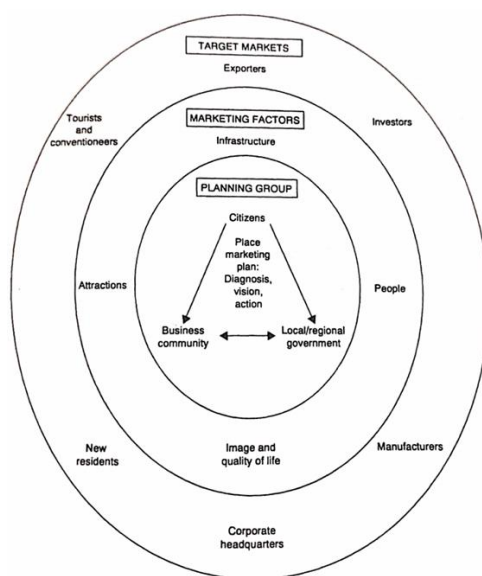 TARGET MARKETS
Exporters
Tourists
and
conventioneers
Investors
MARKETING FACTORS
Infrastructure
PLANNING GROUP
Citizens
Place
marketing
plan:
Diagnosis,
vision,
action
Attractions
People
Business
community
Local/regional
government
New
residents
Image and
quality of life
Manufacturers
Corporate
headquarters